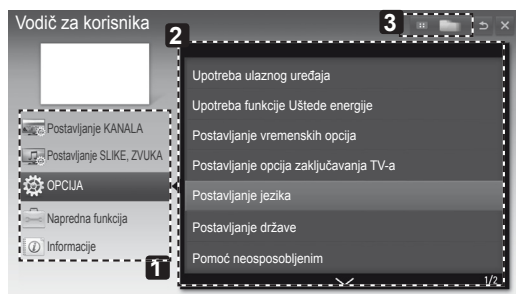 Vodič za korisnika
3
2
Upotreba ulaznog uređaja
Upotreba funkcije Uštede energije
Postavljanje vremenskih opcija
Postavljanje opcija zaključavanja TV-a
Postavljanje jezika
Postavljanje države
Pomoć neosposobljenim
1/2
Postavljanje KANALA
Postavljanje SLIKE, ZVUKA
OPCIJA
Napredna funkcija
Informacije
1